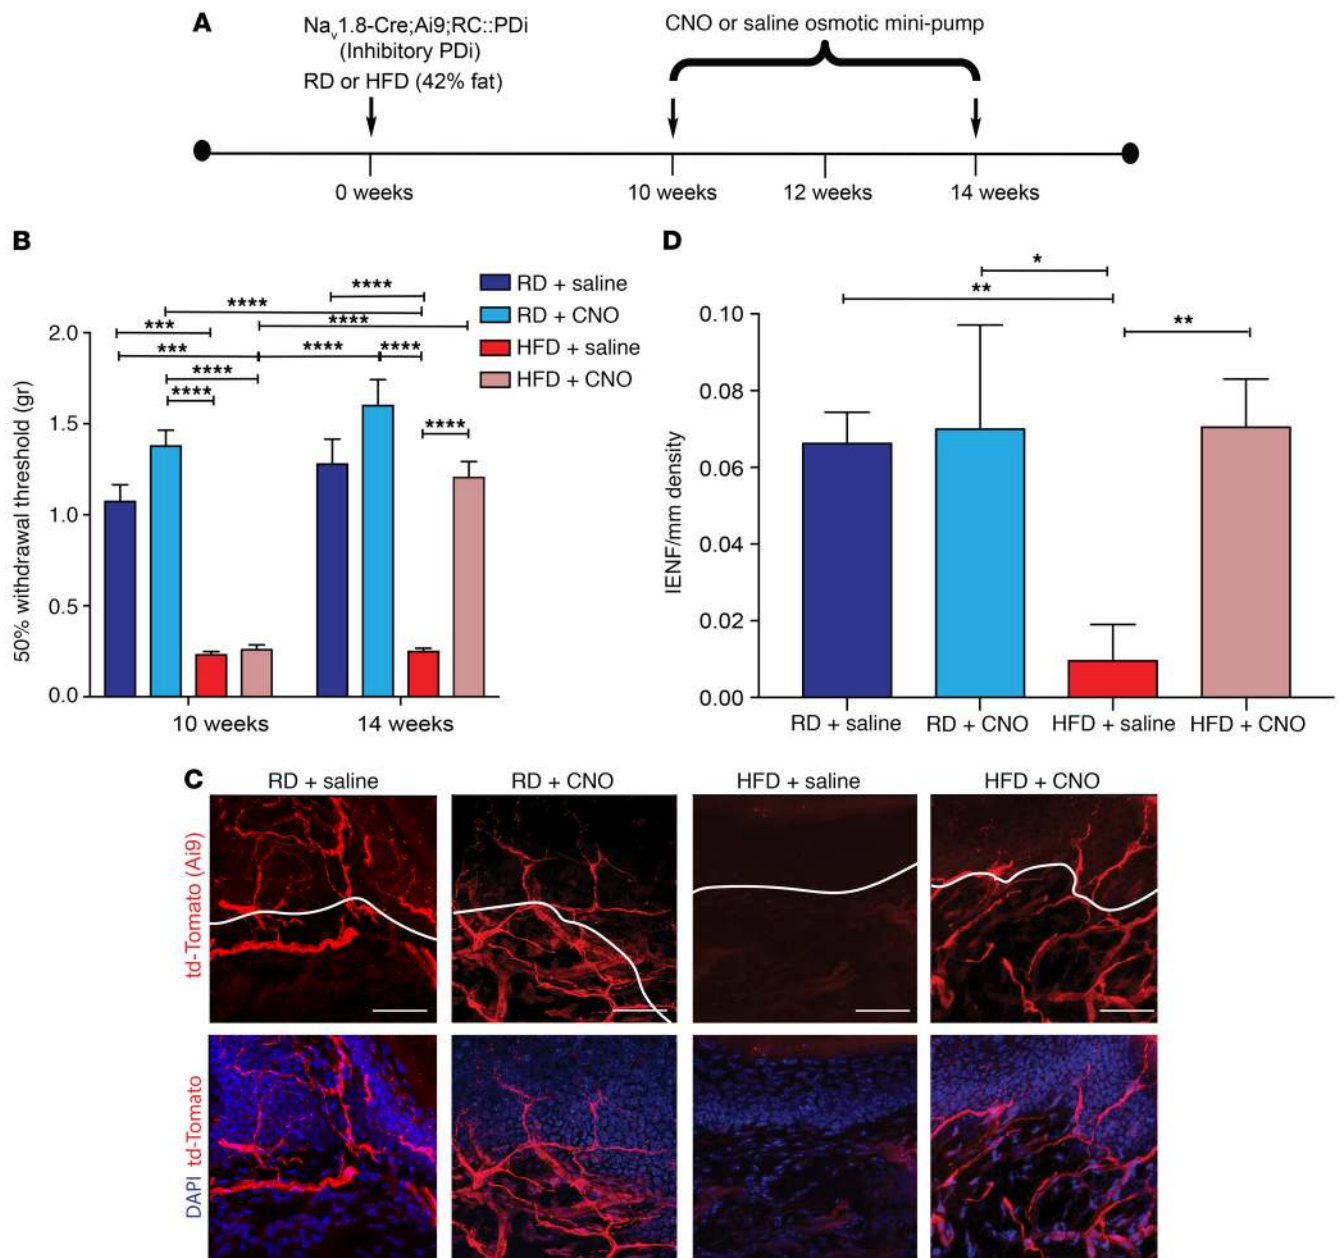 A
Na_v1.8-Cre;Ai9;RC::PDi
(Inhibitory PDi)
RD or HFD (42% fat)
CNO or saline osmotic mini-pump
0 weeks
10 weeks
12 weeks
14 weeks
B
50% withdrawal threshold (gr)
2.0
1.5
1.0
0.5
0.0
****
****
****
***
***
****
****
****
****
****
10 weeks
14 weeks
RD + saline
RD + CNO
HFD + saline
HFD + CNO
D
IENF/mm density
0.10
0.08
0.06
0.04
0.02
0.00
*
**
**
RD + saline
RD + CNO
HFD + saline
HFD + CNO
C
RD + saline
RD + CNO
HFD + saline
HFD + CNO
td-Tomato (Ai9)
DAPI td-Tomato